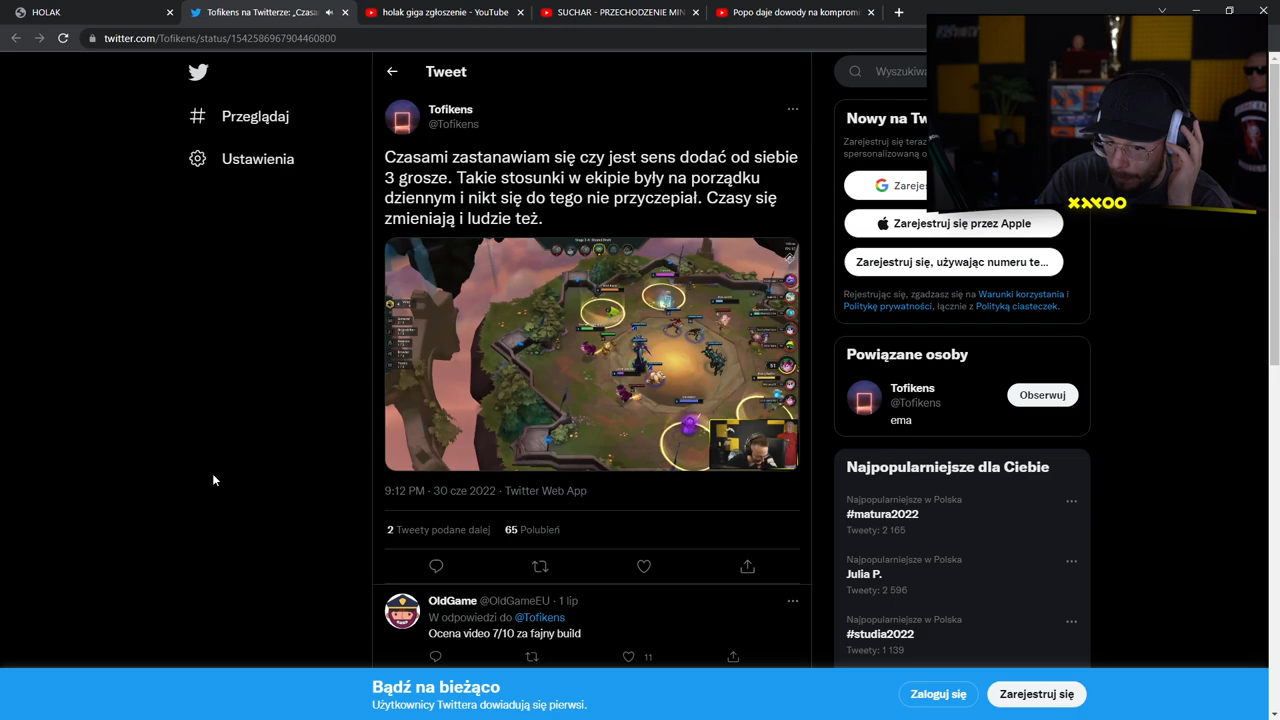 HOLAK
Tofikens na Twitterze: „Czasa
holak giga zgłoszenie - YouTube
SUCHAR - PRZECHODZENIE MIN
Popo daje dowody na kompromi
twitter.com/Tofikens/status/1542586967904460800
Przeglądaj
Ustawienia
Tweet
Tofikens
@Tofikens
Czasami zastanawiam się czy jest sens dodać od siebie
3 grosze. Takie stosunki w ekipie były na porządku
dziennym i nikt się do tego nie przyczepiał. Czasy się
zmieniają i ludzie też.
9:12 PM · 30 cze 2022 · Twitter Web App
2 Tweety podane dalej 65 Polubień
OldGame @OldGameEU · 1 lip
W odpowiedzi do @Tofikens
Ocena video 7/10 za fajny build
11
Wyszukiwa
Nowy na Tw
Zarejestruj się teraz
spersonalizowaną o
Zarejes
XAYOO
Zarejestruj się przez Apple
Zarejestruj się, używając numeru te...
Rejestrując się, zgadzasz się na Warunki korzystania i
Politykę prywatności, łącznie z Polityką ciasteczek.
Powiązane osoby
Tofikens
@Tofikens
Obserwuj
ema
Najpopularniejsze dla Ciebie
Najpopularniejsze w Polska
#matura2022
Tweety: 2 165
Najpopularniejsze w Polska
Julia P.
Tweety: 2 596
Najpopularniejsze w Polska
#studia2022
Tweety: 1 139
Bądź na bieżąco
Użytkownicy Twittera dowiadują się pierwsi.
Zaloguj się
Zarejestruj się